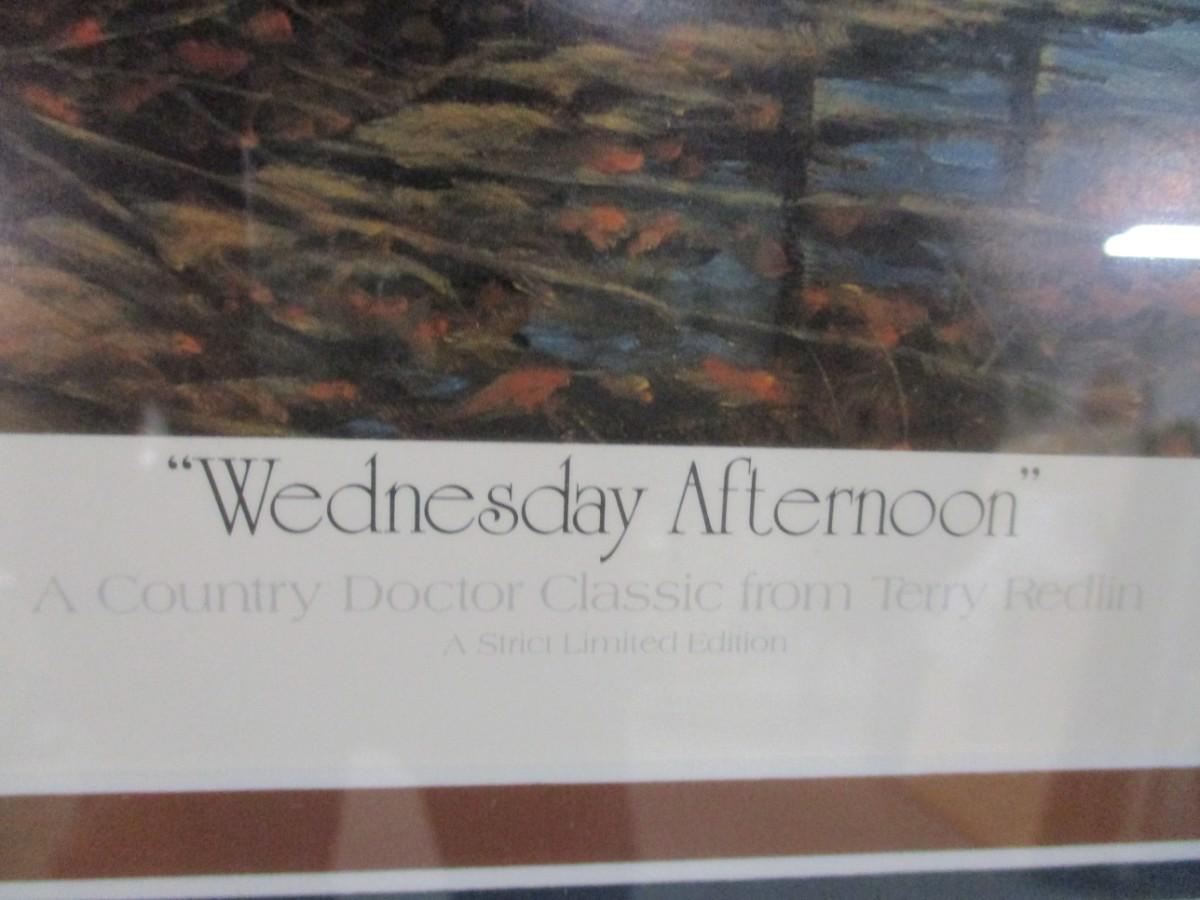 “Wednesday Afternoon”
A Country Doctor Classic from Terry Redlin
A Strict Limited Edition